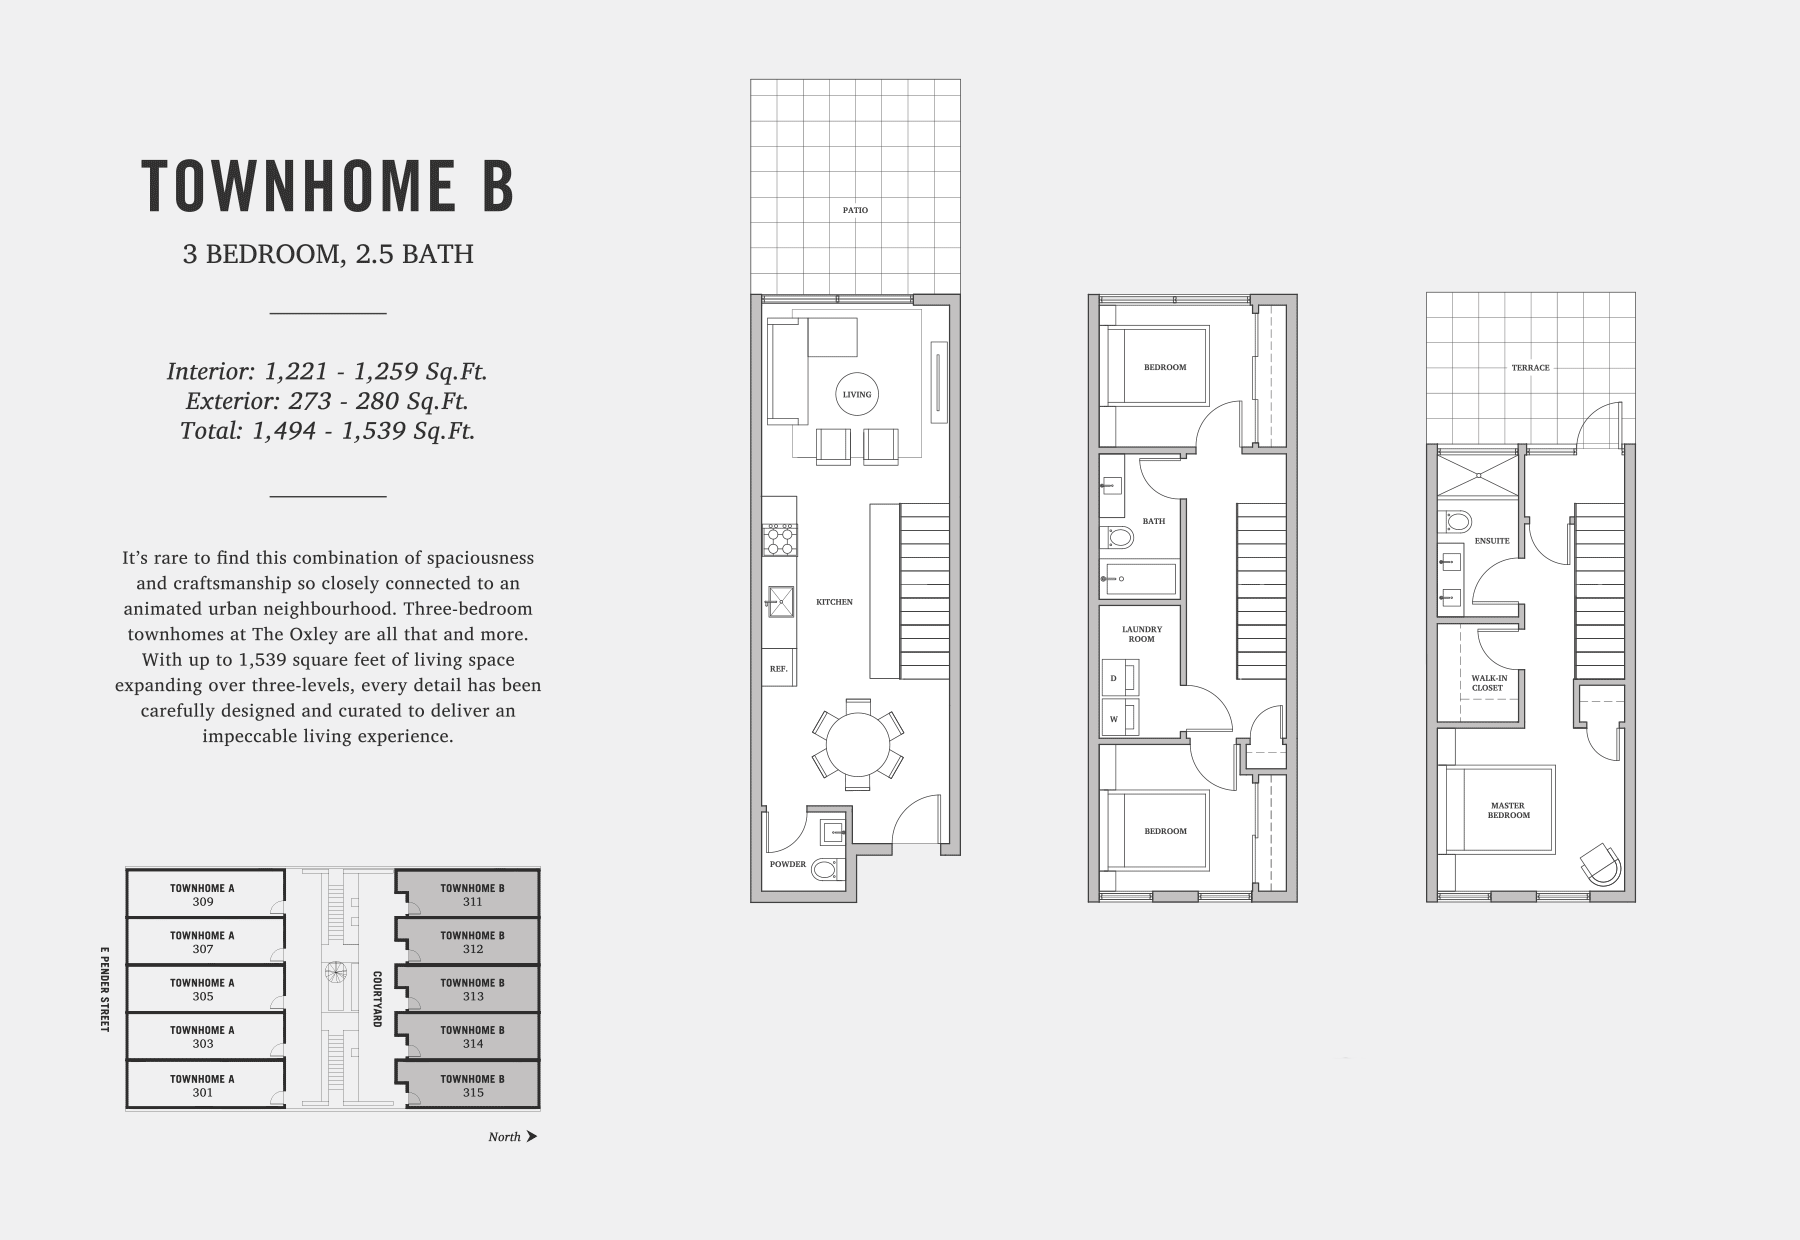 TOWNHOME B
3 BEDROOM, 2.5 BATH
Interior: 1,221 - 1,259 Sq.Ft.
Exterior: 273 - 280 Sq.Ft.
Total: 1,494 - 1,539 Sq.Ft.
It’s rare to find this combination of spaciousness
and craftsmanship so closely connected to an
animated urban neighbourhood. Three-bedroom
townhomes at The Oxley are all that and more.
With up to 1,539 square feet of living space
expanding over three-levels, every detail has been
carefully designed and curated to deliver an
impeccable living experience.
E PENDER STREET
TOWNHOME A
309
TOWNHOME A
307
TOWNHOME A
305
TOWNHOME A
303
TOWNHOME A
301
COURTYARD
TOWNHOME B
311
TOWNHOME B
312
TOWNHOME B
313
TOWNHOME B
314
TOWNHOME B
315
North
PATIO
LIVING
KITCHEN
REF.
POWDER
BEDROOM
BATH
LAUNDRY
ROOM
D
W
BEDROOM
TERRACE
ENSUITE
WALK-IN
CLOSET
MASTER
BEDROOM